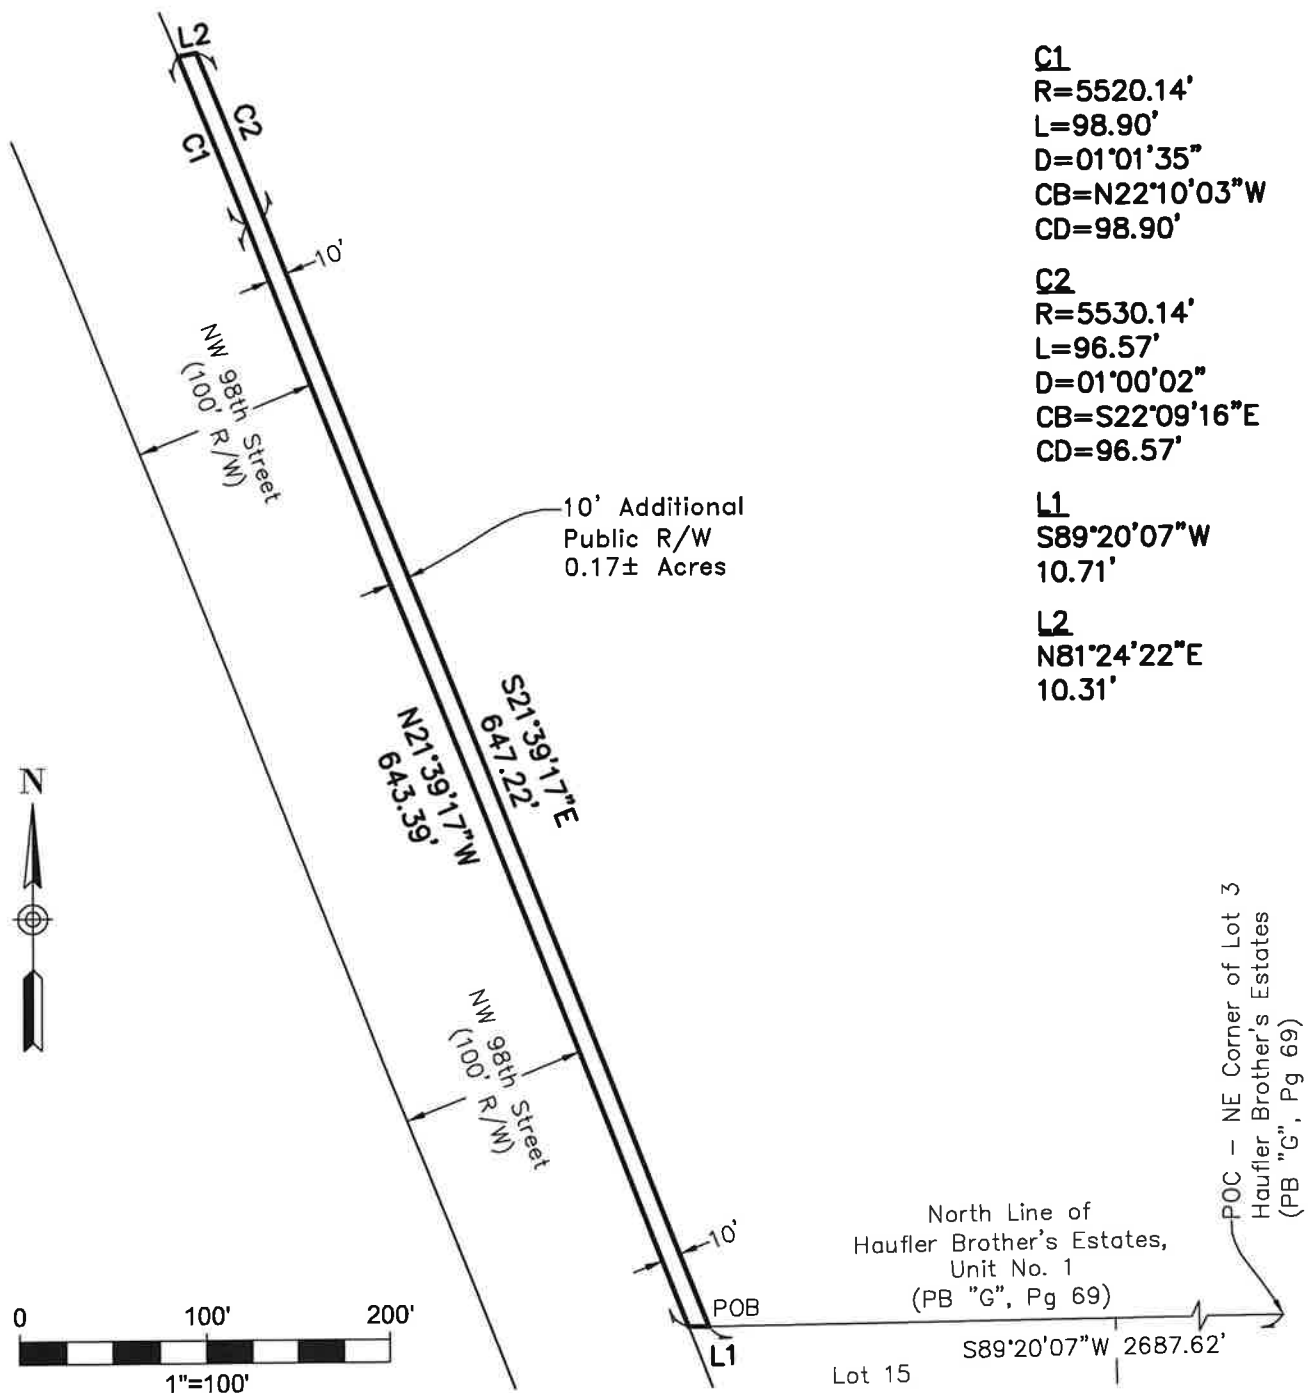 L2
C2
C1
10'
NW 98th Street
(100' R/W)
10' Additional
Public R/W
0.17± Acres
S21°39'17"E
647.22'
N21°39'17"W
643.39'
N
NW 98th Street
(100' R/W)
10'
POB
L1
North Line of
Haufler Brother's Estates,
Unit No. 1
(PB "G", Pg 69)
S89°20'07"W 2687.62'
Lot 15
POC - NE Corner of Lot 3
Haufler Brother's Estates
(PB "G", Pg 69)
0 100' 200'
1"=100'
C1
R=5520.14'
L=98.90'
D=01°01'35"
CB=N22°10'03"W
CD=98.90'
C2
R=5530.14'
L=96.57'
D=01°00'02"
CB=S22°09'16"E
CD=96.57'
L1
S89°20'07"W
10.71'
L2
N81°24'22"E
10.31'